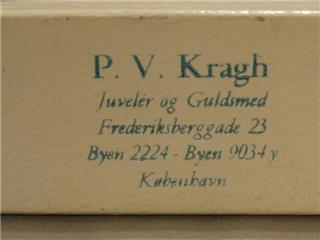 P. V. Kragh
Juvelér og Guldsmed
Frederiksberggade 23
Byen 2224 - Byen 9034 y
København